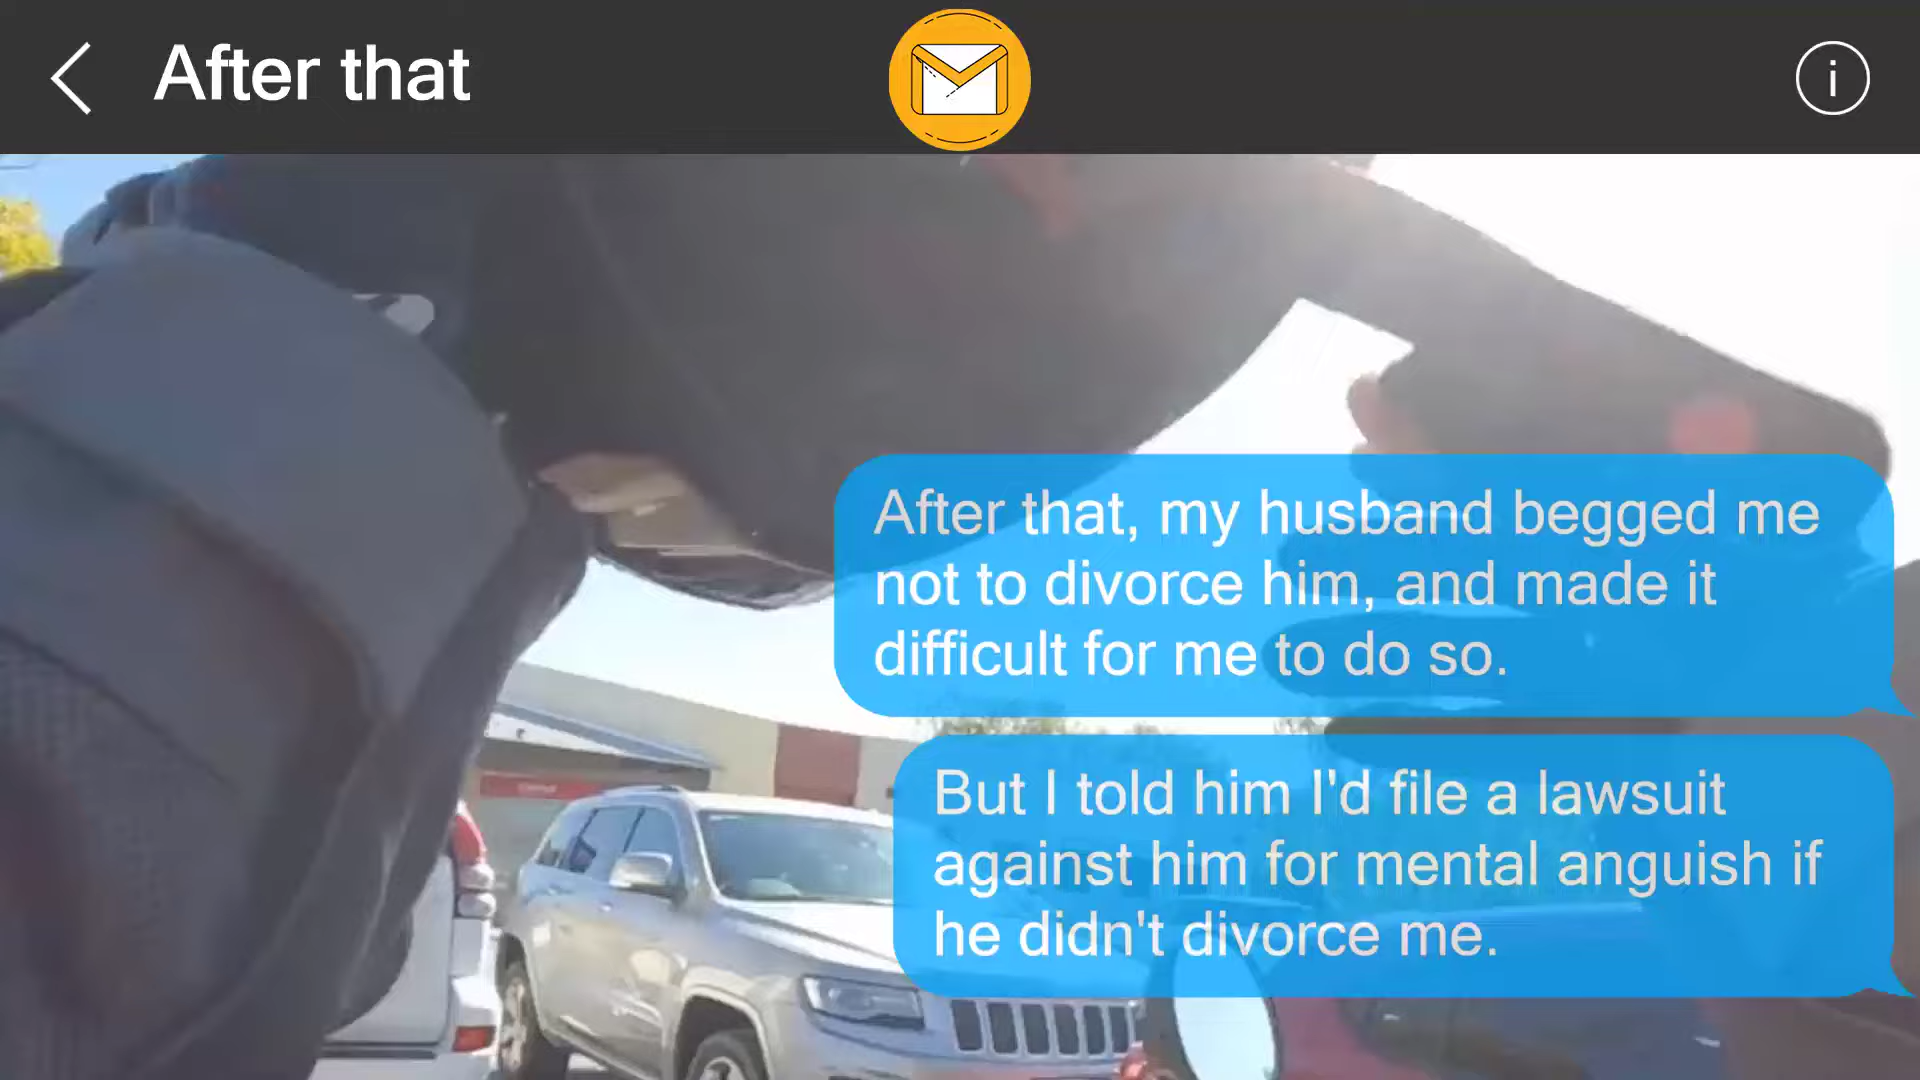 After that
After that, my husband begged me
not to divorce him, and made it
difficult for me to do so.
But I told him I'd file a lawsuit
against him for mental anguish if
he didn't divorce me.